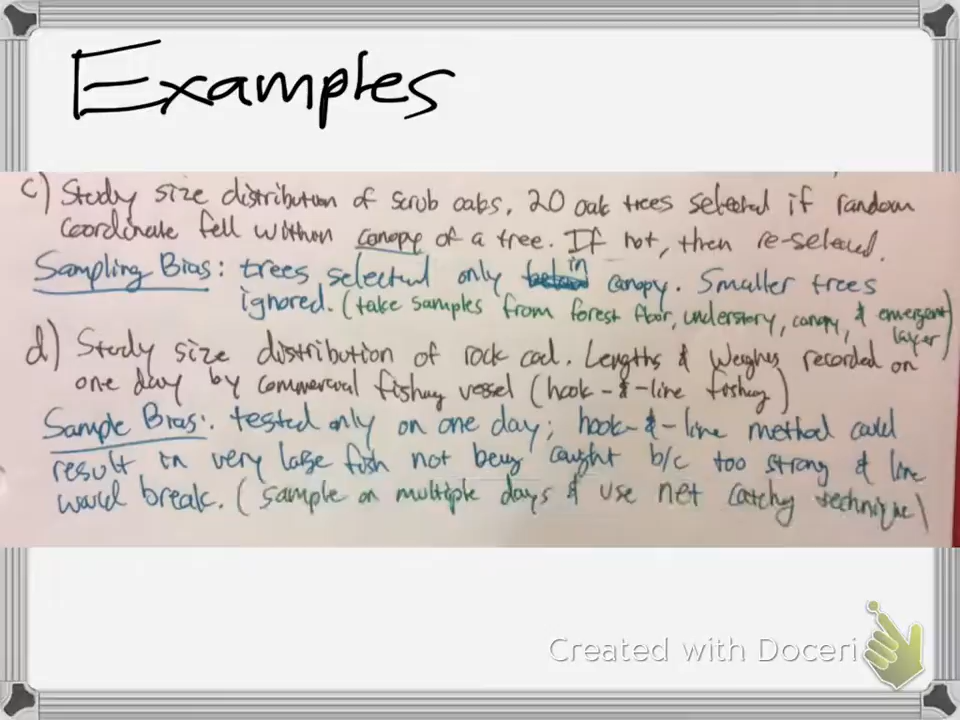 Examples
c) Study size distribution of scrub oaks. 20 oak trees selected if random
coordinate fell within canopy of a tree. If not, then re-selected.
Sampling Bias: trees selected only in canopy. Smaller trees
ignored. (take samples from forest floor, understory, canopy, & emergent layer)
d) Study size distribution of rock cod. Lengths & Weighs recorded on
one day by commercial fishing vessel (hook-&-line fishing)
Sample Bias: tested only on one day; hook-&-line method could
result in very large fish not being caught b/c too strong & line
would break. (sample on multiple days & use net catchy technique)
Created with Doceri